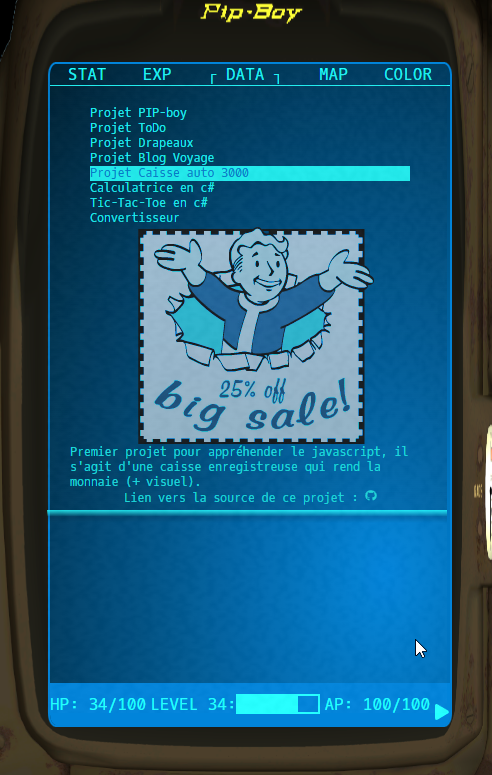 Pip-Boy
STAT EXP DATA MAP COLOR
Projet PIP-boy
Projet ToDo
Projet Drapeaux
Projet Blog Voyage
Projet Caisse auto 3000
Calculatrice en c#
Tic-Tac-Toe en c#
Convertisseur
25% off
big sale!
Premier projet pour appréhender le javascript, il
s'agit d'une caisse enregistreuse qui rend la
monnaie (+ visuel).
Lien vers la source de ce projet :
HP: 34/100 LEVEL 34: AP: 100/100